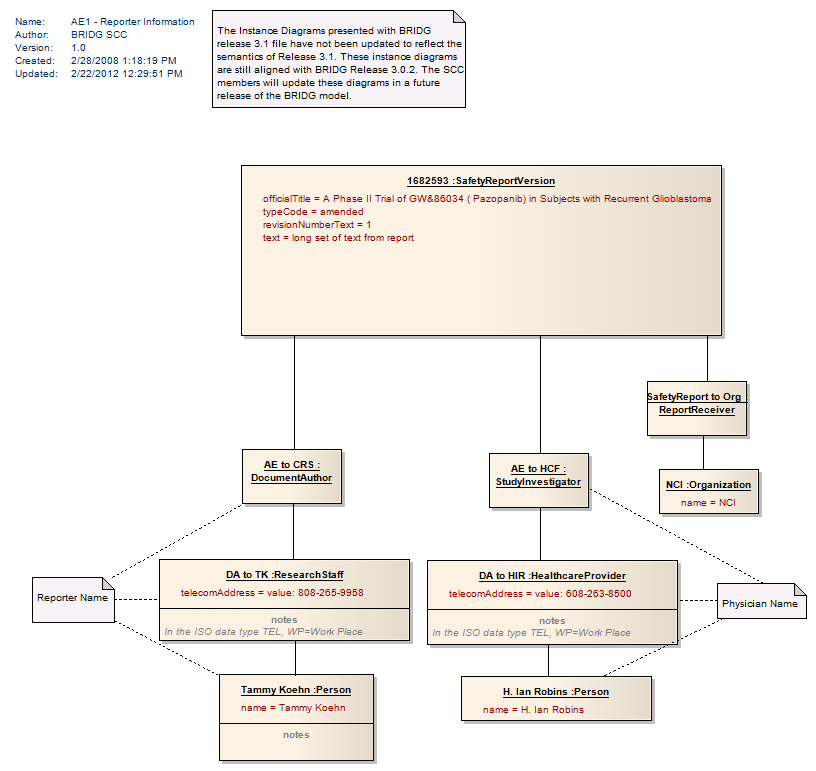 Name: AE1 - Reporter Information
Author: BRIDG SCC
Version: 1.0
Created: 2/28/2008 1:18:19 PM
Updated: 2/22/2012 12:29:51 PM
The Instance Diagrams presented with BRIDG
release 3.1 file have not been updated to reflect the
semantics of Release 3.1. These instance diagrams
are still aligned with BRIDG Release 3.0.2. The SCC
members will update these diagrams in a future
release of the BRIDG model.
1682593 :SafetyReportVersion
officialTitle = A Phase II Trial of GW&86034 ( Pazopanib) in Subjects with Recurrent Glioblastoma
typeCode = amended
revisionNumberText = 1
text = long set of text from report
SafetyReport to Org :
ReportReceiver
AE to CRS :
DocumentAuthor
AE to HCF :
StudyInvestigator
NCI :Organization
name = NCI
Reporter Name
DA to TK :ResearchStaff
telecomAddress = value: 808-265-9958
notes
In the ISO data type TEL, WP=Work Place
DA to HIR :HealthcareProvider
telecomAddress = value: 608-263-8500
notes
In the ISO data type TEL, WP=Work Place
Physician Name
Tammy Koehn :Person
name = Tammy Koehn
notes
H. Ian Robins :Person
name = H. Ian Robins